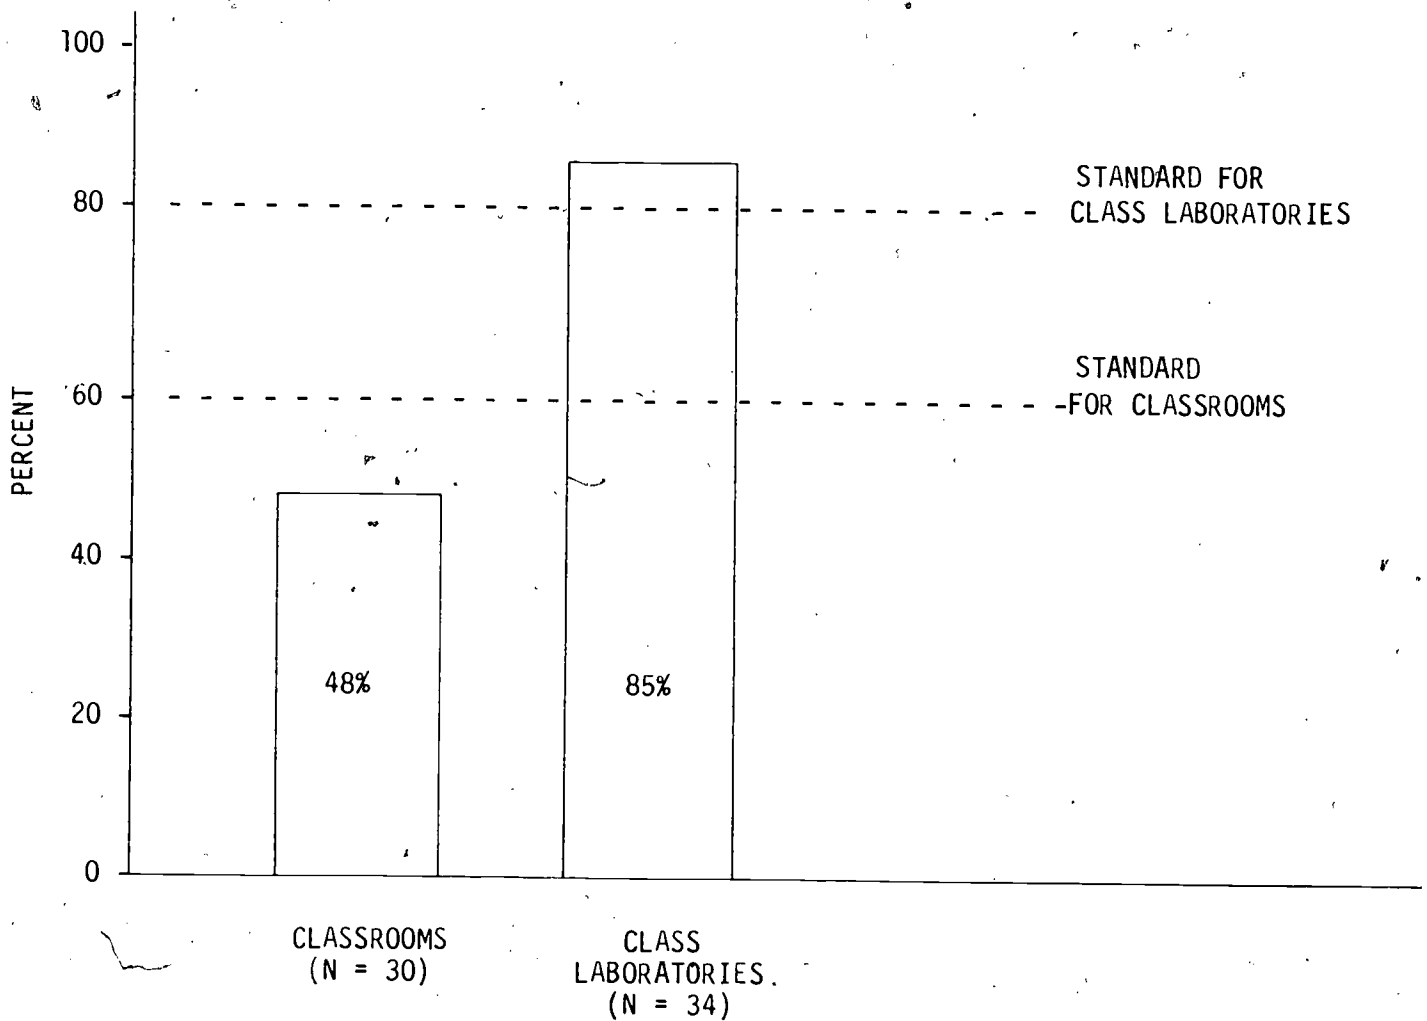 100
80
60
40
20
0
PERCENT
STANDARD FOR
CLASS LABORATORIES
STANDARD
FOR CLASSROOMS
48%
85%
CLASSROOMS
(N = 30)
CLASS
LABORATORIES.
(N = 34)